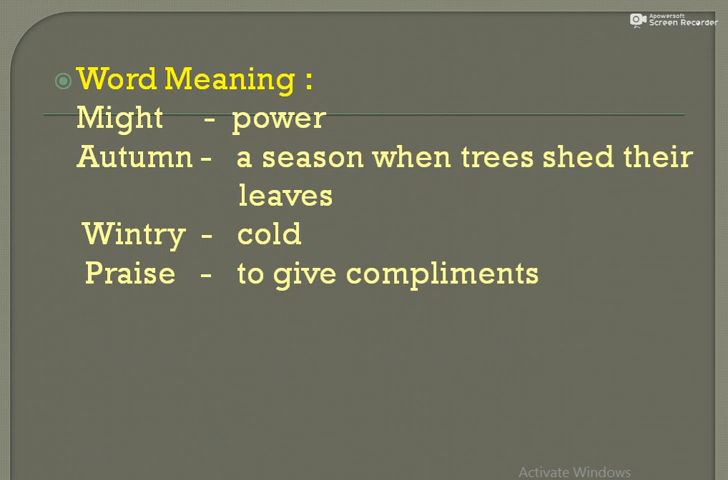 Apowersoft
Screen Recorder
Word Meaning :
Might - power
Autumn - a season when trees shed their
leaves
Wintry - cold
Praise - to give compliments
Activate Windows